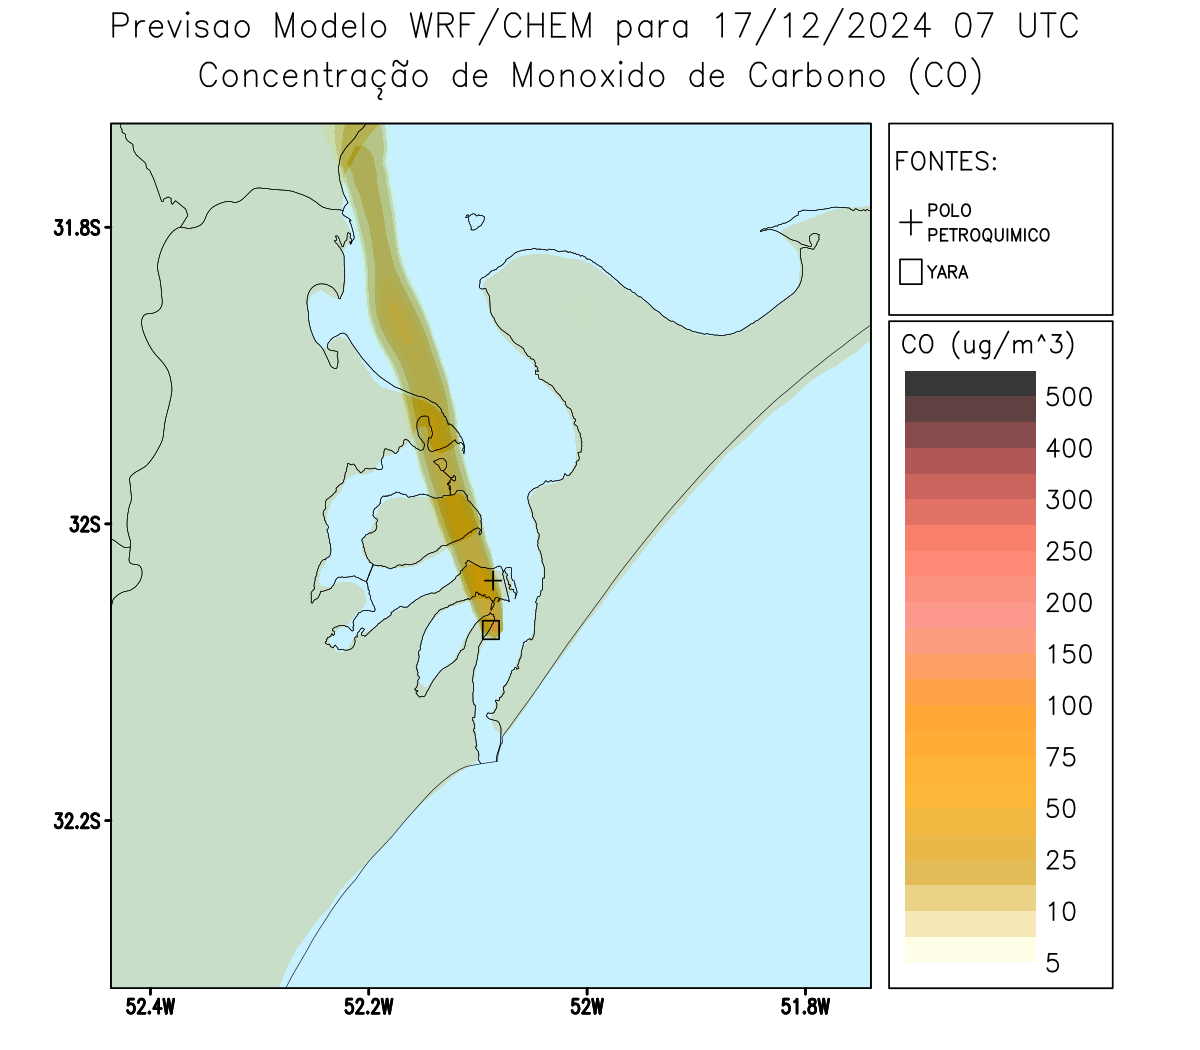 Previsao Modelo WRF/CHEM para 17/12/2024 07 UTC
Concentração de Monoxido de Carbono (CO)
FONTES:
POLO
PETROQUIMICO
YARA
CO (ug/m^3)
500
400
300
250
200
150
100
75
50
25
10
5
31.8S
32S
32.2S
52.4W
52.2W
52W
51.8W